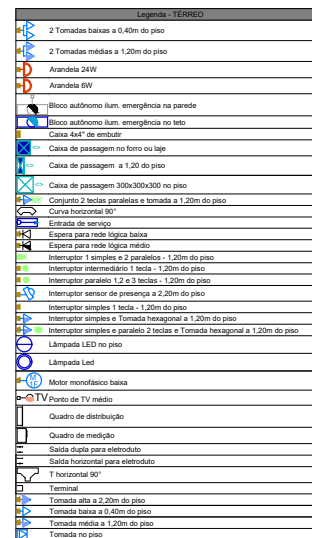 Legenda - TÉRREO
2 Tomadas baixas a 0,40m do piso
2 Tomadas médias a 1,20m do piso
Arandela 24W
Arandela 6W
Bloco autônomo ilum. emergência na parede
Bloco autônomo ilum. emergência no teto
Caixa 4x4" de embutir
Caixa de passagem no forro ou laje
Caixa de passagem a 1,20 do piso
Caixa de passagem 300x300x300 no piso
Conjunto 2 teclas paralelas e tomada a 1,20m do piso
Curva horizontal 90°
Entrada de serviço
Espera para rede lógica baixa
Espera para rede lógica médio
Interruptor 1 simples e 2 paralelos - 1,20m do piso
Interruptor intermediário 1 tecla - 1,20m do piso
Interruptor paralelo 1,2 e 3 teclas - 1,20m do piso
Interruptor sensor de presença a 2,20m do piso
Interruptor simples 1 tecla - 1,20m do piso
Interruptor simples e Tomada hexagonal a 1,20m do piso
Interruptor simples e paralelo 2 teclas e Tomada hexagonal a 1,20m do piso
Lâmpada LED no piso
Lâmpada Led
M
1F Motor monofásico baixa
TV Ponto de TV médio
Quadro de distribuição
Quadro de medição
Saída dupla para eletroduto
Saída horizontal para eletroduto
T horizontal 90°
Terminal
Tomada alta a 2,20m do piso
Tomada baixa a 0,40m do piso
Tomada média a 1,20m do piso
Tomada no piso